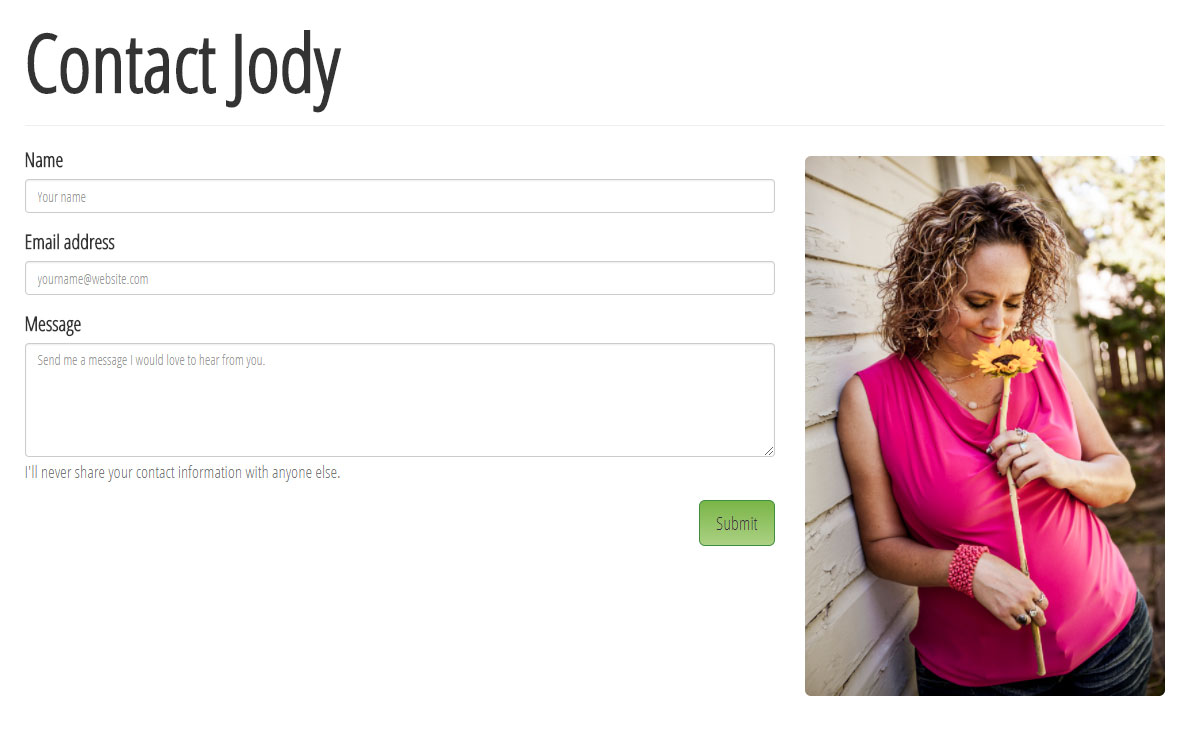 Contact Jody
Name
Your name
Email address
yourname@website.com
Message
Send me a message I would love to hear from you.
I'll never share your contact information with anyone else.
Submit